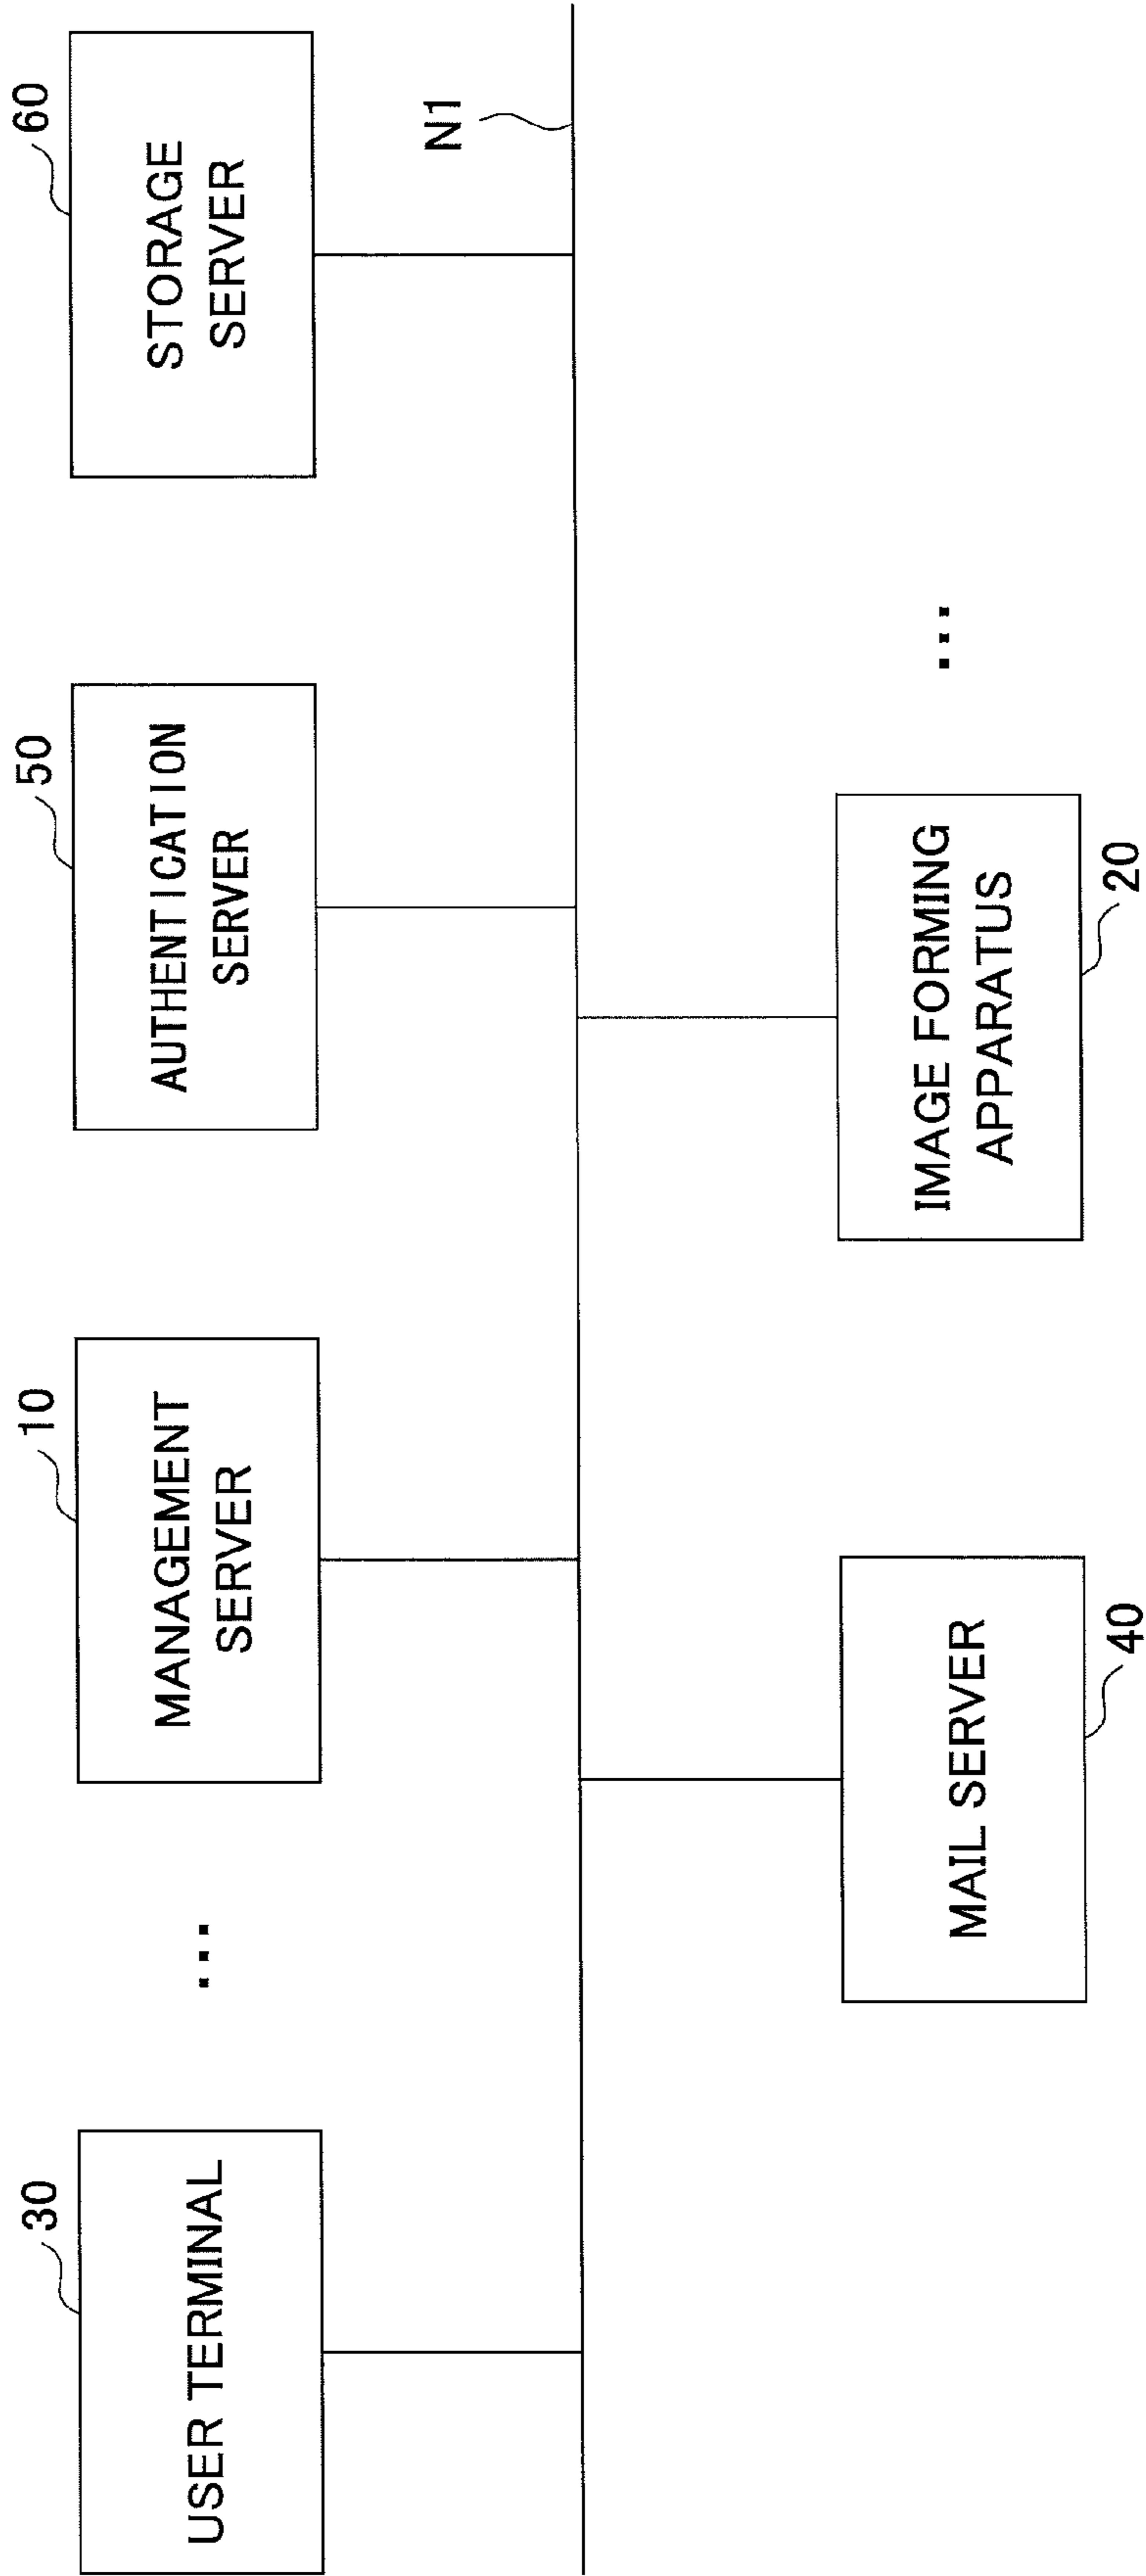 30
USER TERMINAL
...
10
MANAGEMENT
SERVER
50
AUTHENTICATION
SERVER
60
STORAGE
SERVER
N1
MAIL SERVER
40
IMAGE FORMING
APPARATUS
20
...